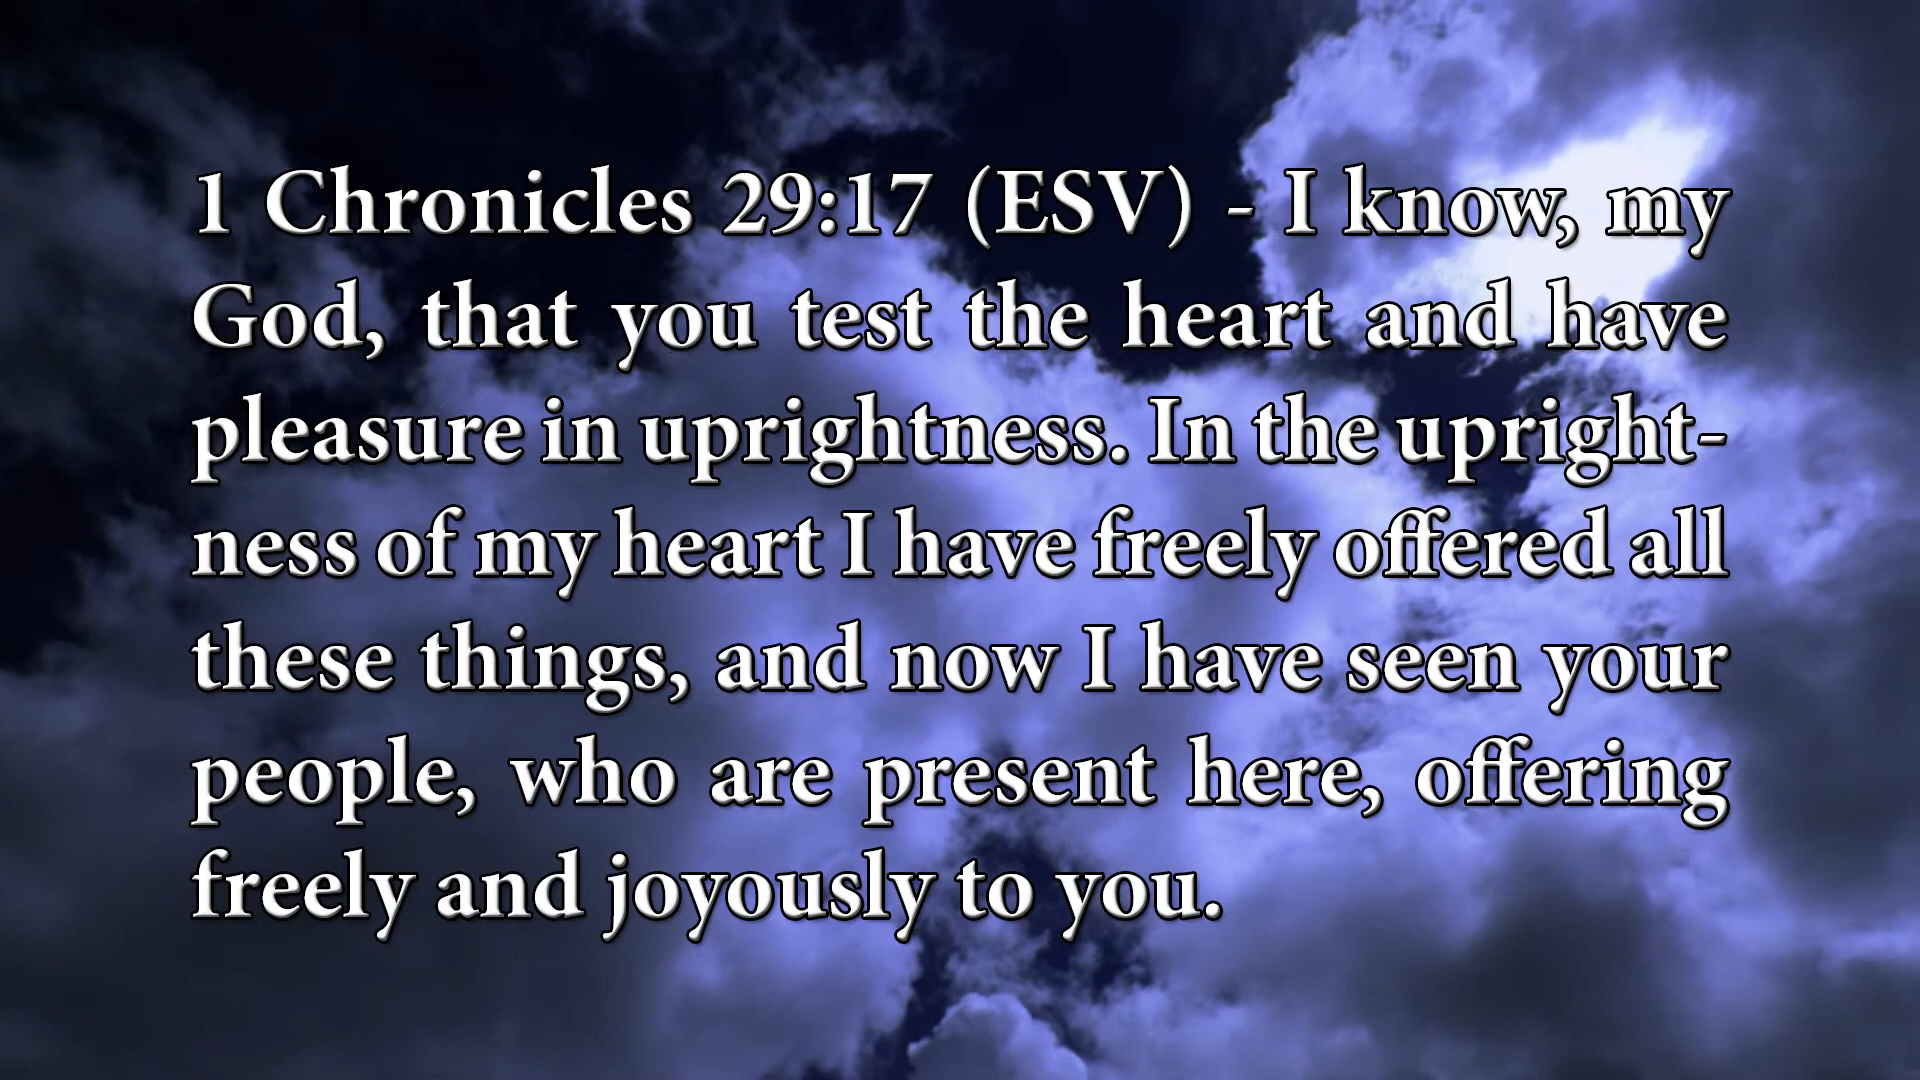 1 Chronicles 29:17 (ESV) - I know, my
God, that you test the heart and have
pleasure in uprightness. In the upright-
ness of my heart I have freely offered all
these things, and now I have seen your
people, who are present here, offering
freely and joyously to you.